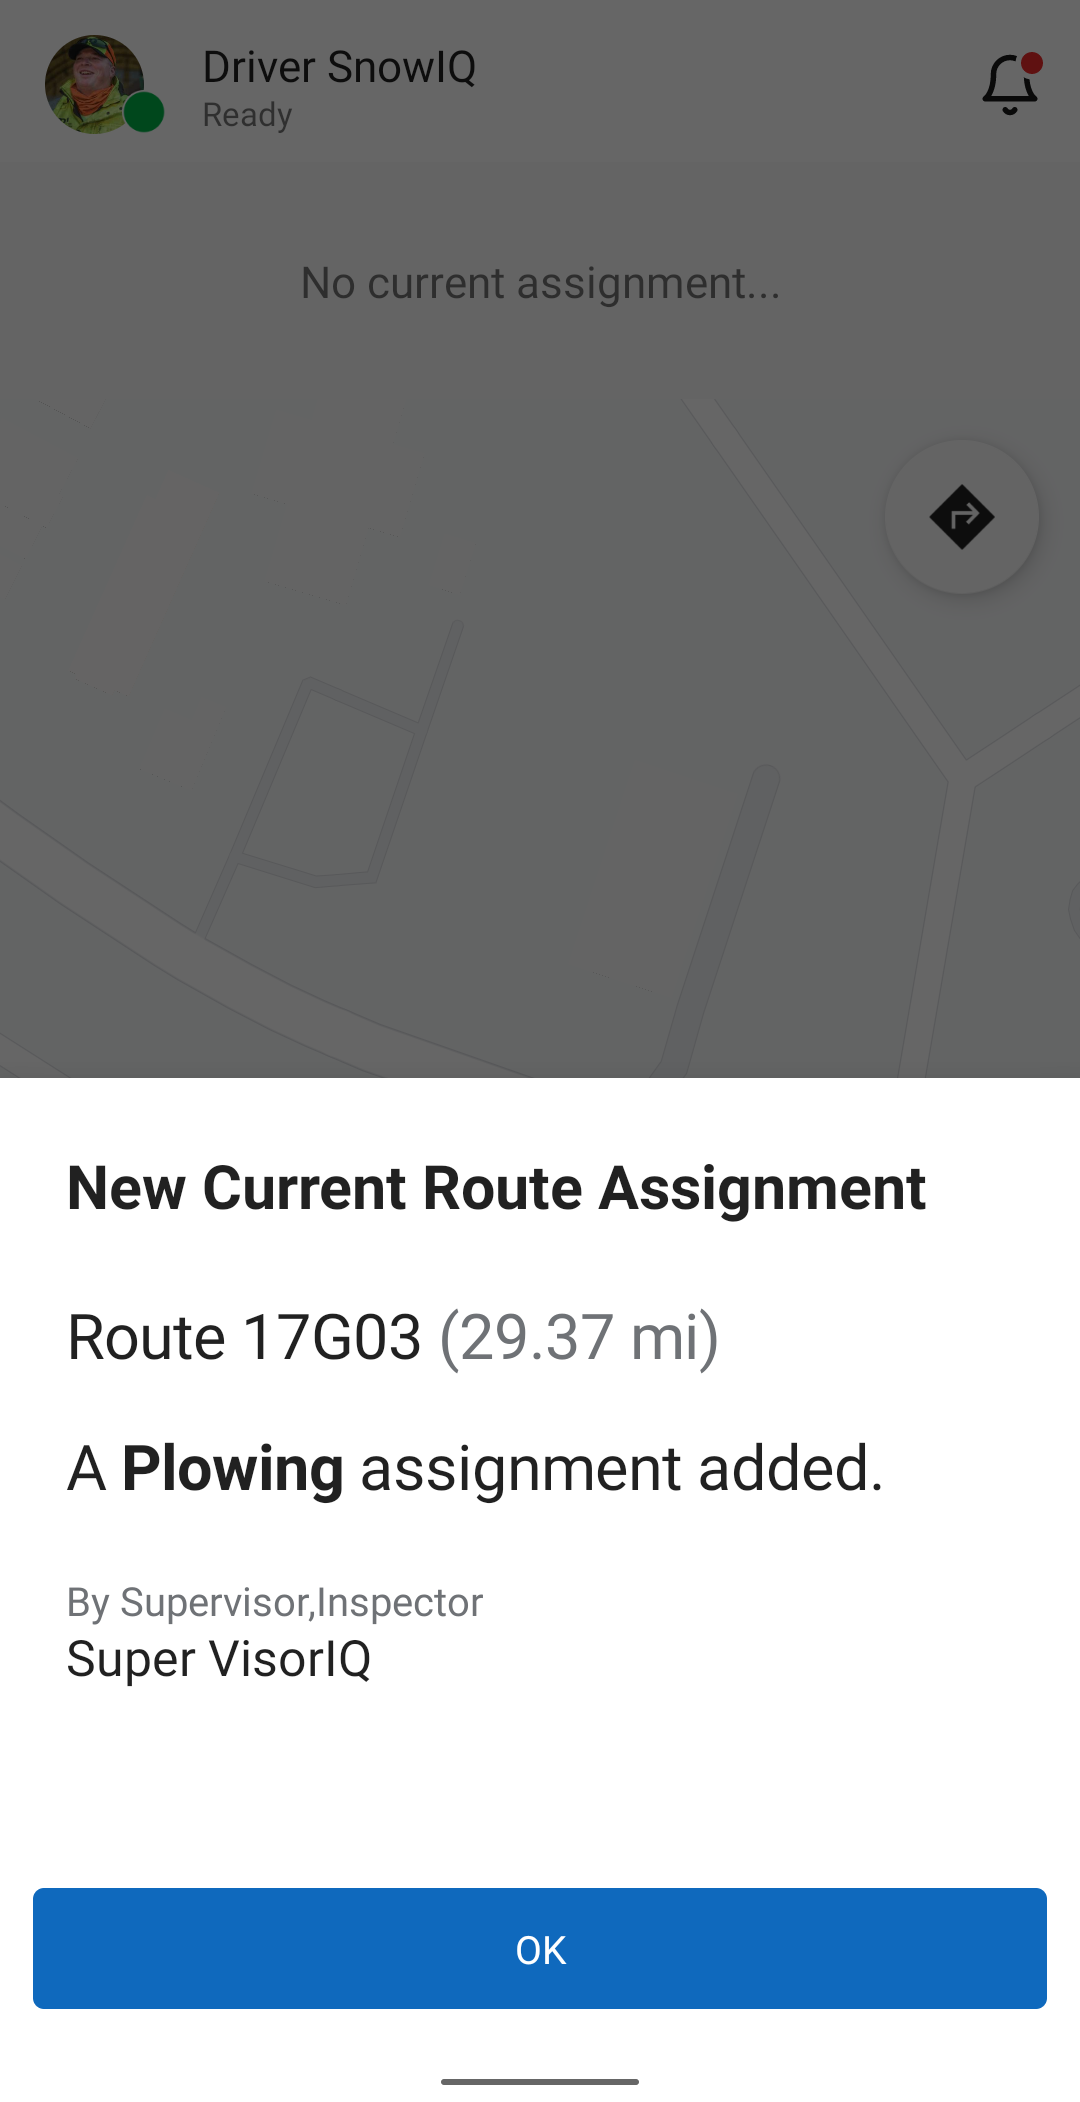 Driver SnowIQ
Ready
No current assignment...
New Current Route Assignment
Route 17G03 (29.37 mi)
A Plowing assignment added.
By Supervisor,Inspector
Super VisorIQ
OK